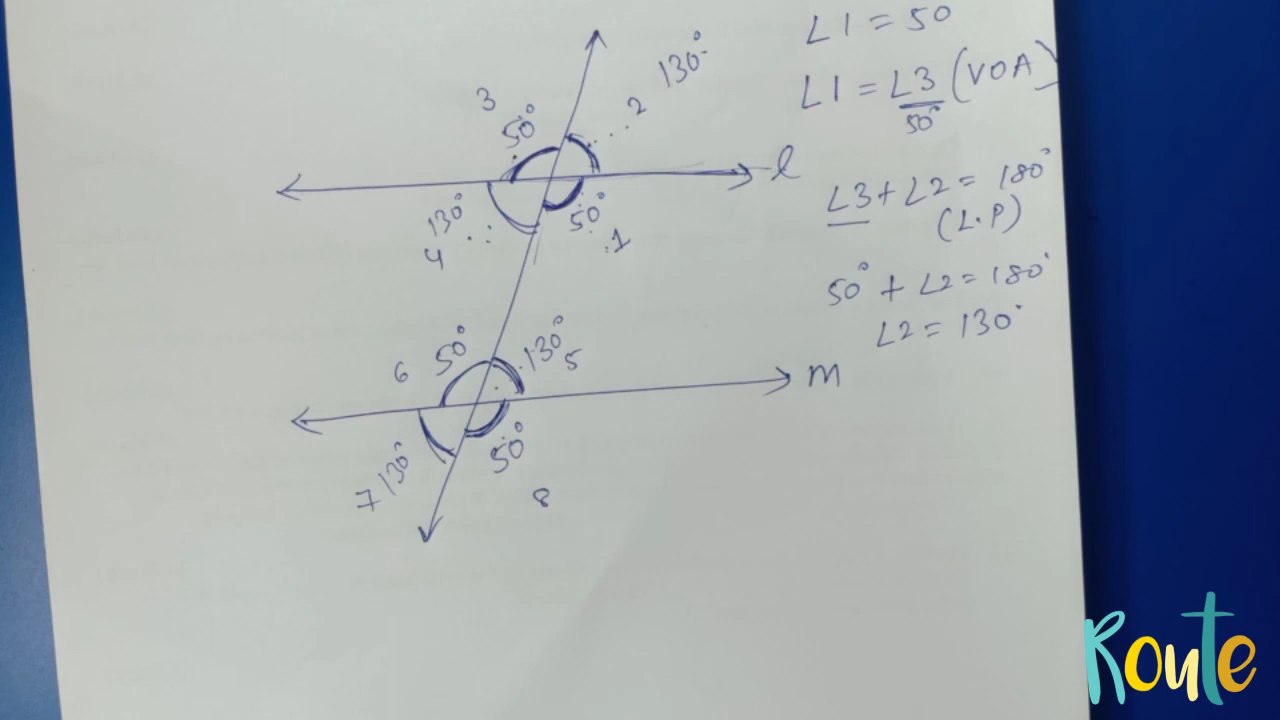 ∠1 = 50
∠1 = ∠3 (VOA)
50°
∠3 + ∠2 = 180°
(L.P)
50° + ∠2 = 180°
∠2 = 130°
3
50°
2
130°
l
130°
4
50°
1
6
50°
130°
5
m
7
130°
50°
8
Route